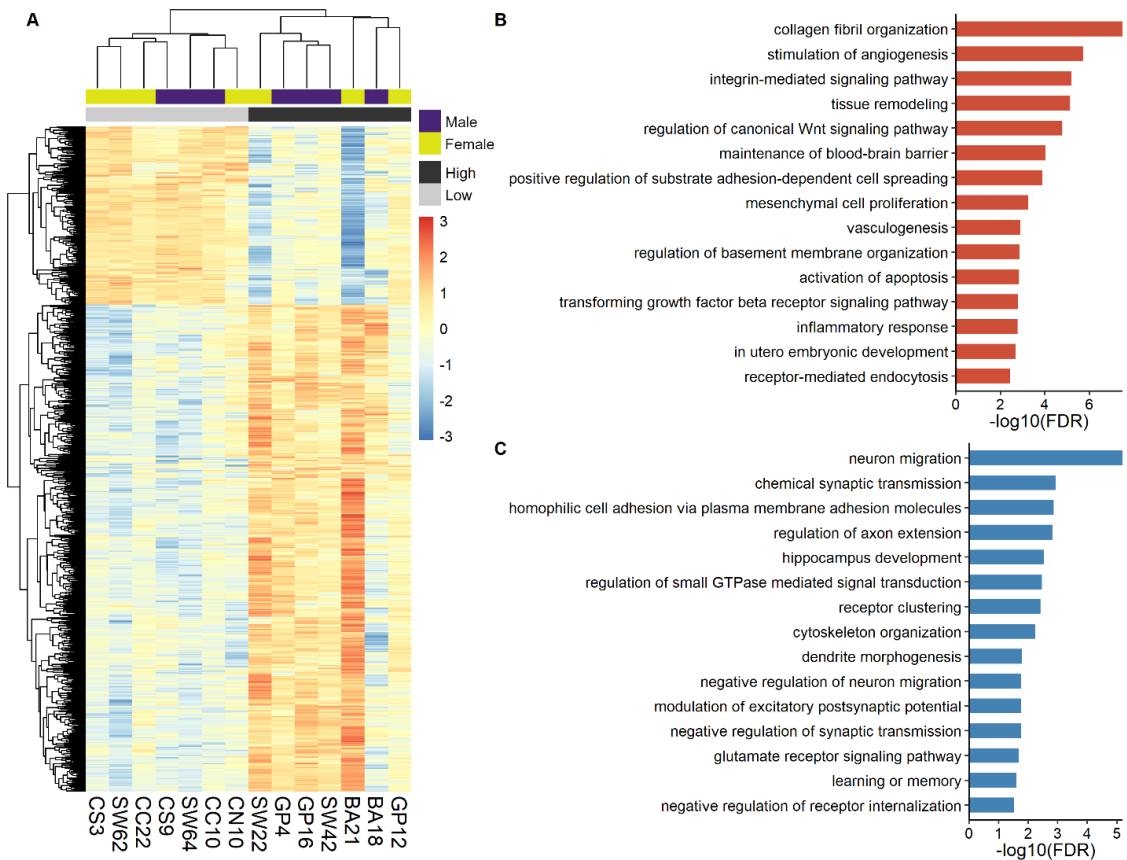 A
Male
Female
High
Low
3
2
1
0
-1
-2
-3
CS3
SW62
CC22
CS9
SW64
CC10
CN10
SW22
GP4
GP16
SW42
BA21
BA18
GP12
B
collagen fibril organization
stimulation of angiogenesis
integrin-mediated signaling pathway
tissue remodeling
regulation of canonical Wnt signaling pathway
maintenance of blood-brain barrier
positive regulation of substrate adhesion-dependent cell spreading
mesenchymal cell proliferation
vasculogenesis
regulation of basement membrane organization
activation of apoptosis
transforming growth factor beta receptor signaling pathway
inflammatory response
in utero embryonic development
receptor-mediated endocytosis
0 2 4 6
-log10(FDR)
C
neuron migration
chemical synaptic transmission
homophilic cell adhesion via plasma membrane adhesion molecules
regulation of axon extension
hippocampus development
regulation of small GTPase mediated signal transduction
receptor clustering
cytoskeleton organization
dendrite morphogenesis
negative regulation of neuron migration
modulation of excitatory postsynaptic potential
negative regulation of synaptic transmission
glutamate receptor signaling pathway
learning or memory
negative regulation of receptor internalization
0 1 2 3 4 5
-log10(FDR)